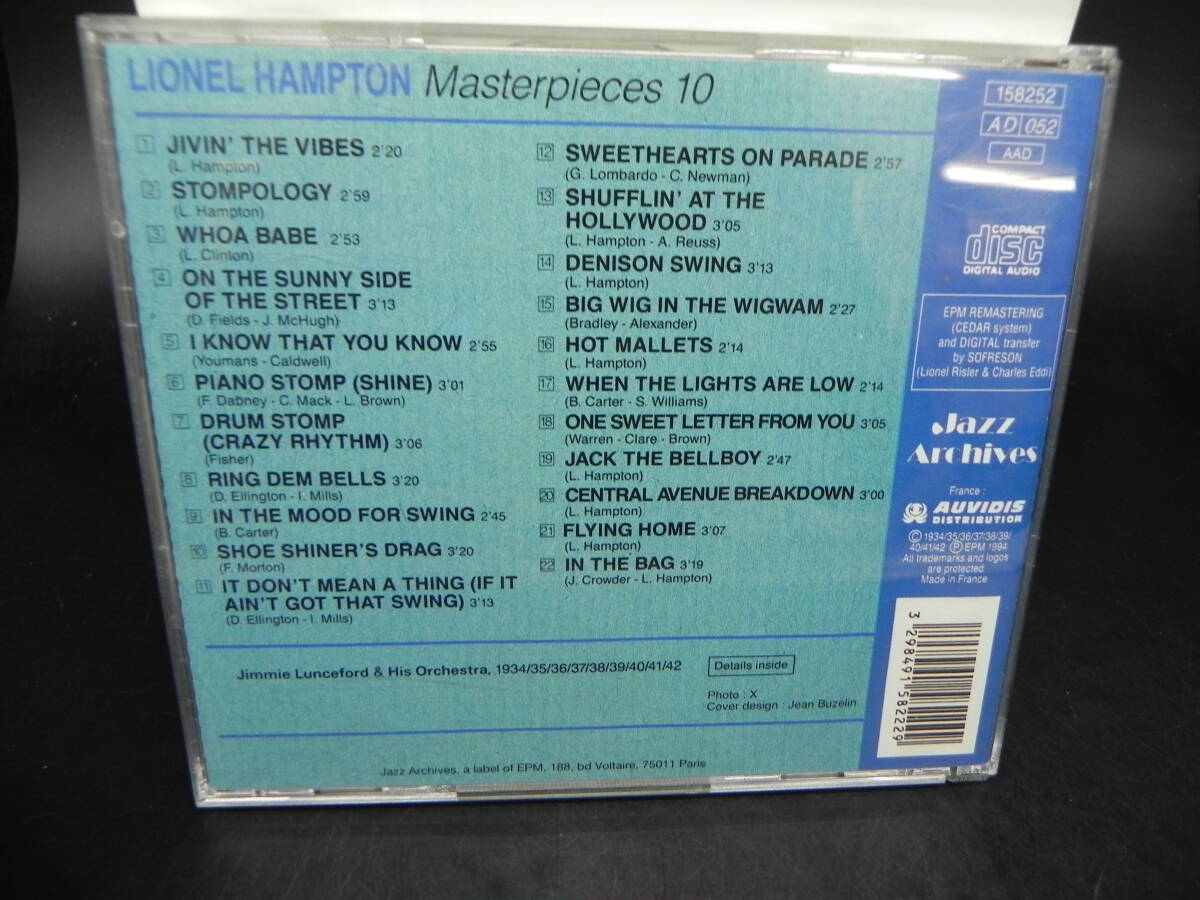 LIONEL HAMPTON Masterpieces 10
1 JIVIN' THE VIBES 2'20
(L. Hampton)
2 STOMPOLOGY 2'59
(L. Hampton)
3 WHOA BABE 2'53
(L. Clinton)
4 ON THE SUNNY SIDE
OF THE STREET 3'13
(D. Fields - J. McHugh)
5 I KNOW THAT YOU KNOW 2'55
(Youmans - Caldwell)
6 PIANO STOMP (SHINE) 3'01
(F. Dabney - C. Mack - L. Brown)
7 DRUM STOMP
(CRAZY RHYTHM) 3'06
(Fisher)
8 RING DEM BELLS 3'20
(D. Ellington - I. Mills)
9 IN THE MOOD FOR SWING 2'45
(B. Carter)
10 SHOE SHINER'S DRAG 3'20
(F. Morton)
11 IT DON'T MEAN A THING (IF IT
AIN'T GOT THAT SWING) 3'13
(D. Ellington - I. Mills)
12 SWEETHEARTS ON PARADE 2'57
(G. Lombardo - C. Newman)
13 SHUFFLIN' AT THE
HOLLYWOOD 3'05
(L. Hampton - A. Reuss)
14 DENISON SWING 3'13
(L. Hampton)
15 BIG WIG IN THE WIGWAM 2'27
(Bradley - Alexander)
16 HOT MALLETS 2'14
(L. Hampton)
17 WHEN THE LIGHTS ARE LOW 2'14
(B. Carter - S. Williams)
18 ONE SWEET LETTER FROM YOU 3'05
(Warren - Clare - Brown)
19 JACK THE BELLBOY 2'47
(L. Hampton)
20 CENTRAL AVENUE BREAKDOWN 3'00
(L. Hampton)
21 FLYING HOME 3'07
(L. Hampton)
22 IN THE BAG 3'19
(J. Crowder - L. Hampton)
Jimmie Lunceford & His Orchestra, 1934/35/36/37/38/39/40/41/42
Details inside
Photo : X
Cover design : Jean Buzelin
Jazz Archives, a label of EPM, 188, bd Voltaire, 75011 Paris
158252
AD 052
AAD
COMPACT
disc
DIGITAL AUDIO
EPM REMASTERING
(CEDAR system)
and DIGITAL transfer
by SOFRESON
(Lionel Risler & Charles Eddi)
Jazz
Archives
France :
AUVIDIS
DISTRIBUTION
© 1934/35/36/37/38/39/
40/41/42 ℗ EPM 1994
All trademarks and logos
are protected
Made in France
3 298491 582229